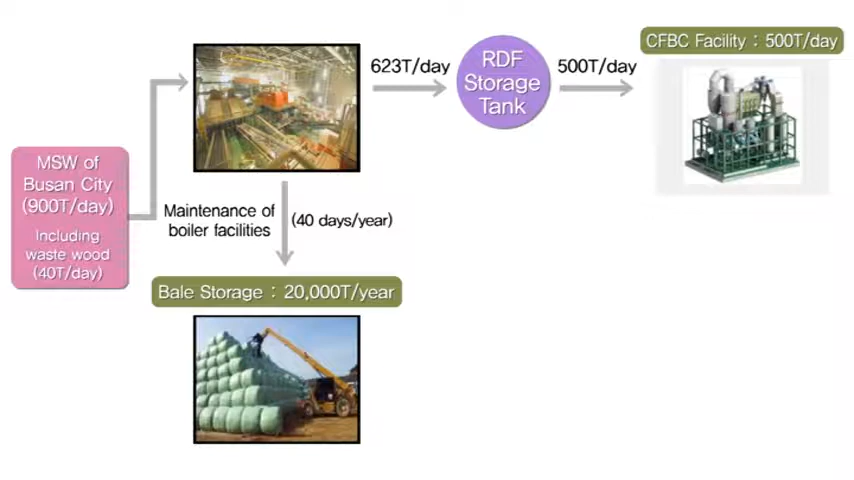 CFBC Facility : 500T/day
623T/day
RDF
Storage
Tank
500T/day
MSW of
Busan City
(900T/day)
Including
waste wood
(40T/day)
Maintenance of
boiler facilities
(40 days/year)
Bale Storage : 20,000T/year